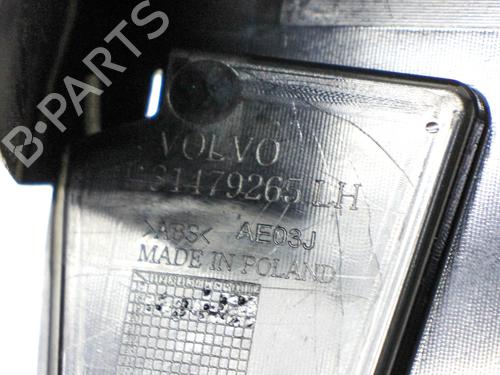 B-PARTS
VOLVO
31479265 LH
>ABS< AE03J
MADE IN POLAND